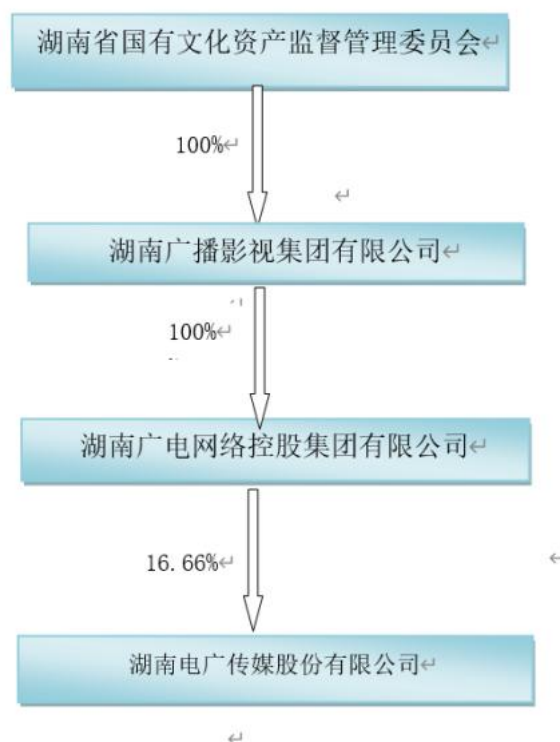 湖南省国有文化资产监督管理委员会
100%
湖南广播影视集团有限公司
100%
湖南广电网络控股集团有限公司
16.66%
湖南电广传媒股份有限公司